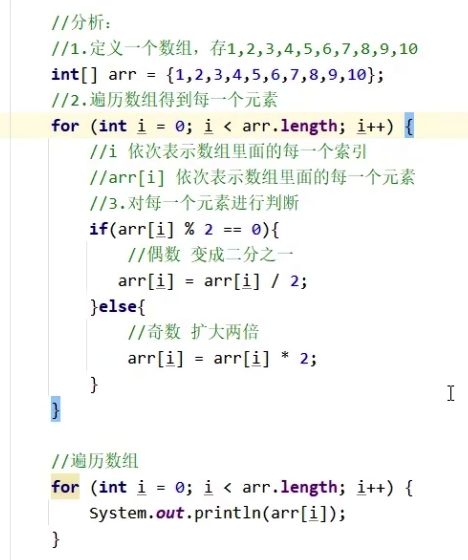 //分析：
//1.定义一个数组，存1,2,3,4,5,6,7,8,9,10
int[] arr = {1,2,3,4,5,6,7,8,9,10};
//2.遍历数组得到每一个元素
for (int i = 0; i < arr.length; i++) {
//i 依次表示数组里面的每一个索引
//arr[i] 依次表示数组里面的每一个元素
//3.对每一个元素进行判断
if(arr[i] % 2 == 0){
//偶数 变成二分之一
arr[i] = arr[i] / 2;
}else{
//奇数 扩大两倍
arr[i] = arr[i] * 2;
}
}
//遍历数组
for (int i = 0; i < arr.length; i++) {
System.out.println(arr[i]);
}